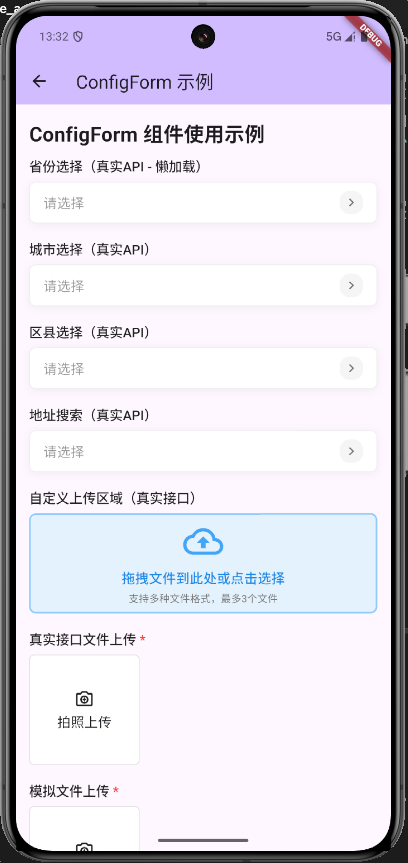 e_a
13:32
5G
DEBUG
ConfigForm 示例
ConfigForm 组件使用示例
省份选择（真实API - 懒加载）
请选择
城市选择（真实API）
请选择
区县选择（真实API）
请选择
地址搜索（真实API）
请选择
自定义上传区域（真实接口）
拖拽文件到此处或点击选择
支持多种文件格式，最多3个文件
真实接口文件上传 *
拍照上传
模拟文件上传 *